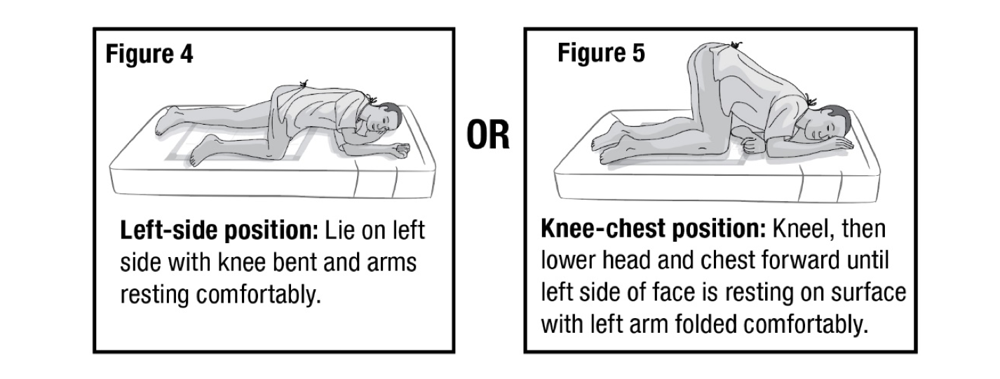 Figure 4
Left-side position: Lie on left
side with knee bent and arms
resting comfortably.
OR
Figure 5
Knee-chest position: Kneel, then
lower head and chest forward until
left side of face is resting on surface
with left arm folded comfortably.